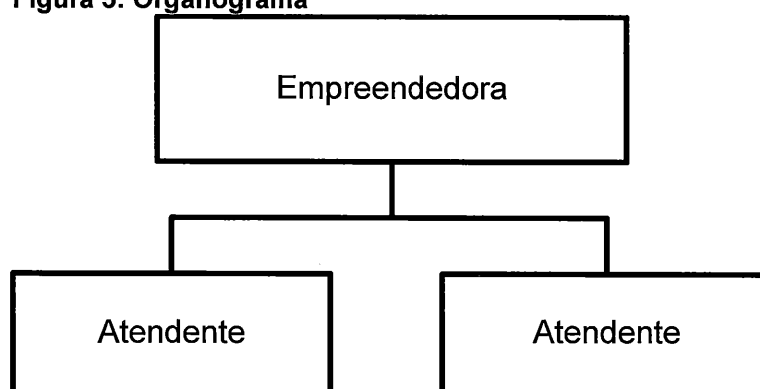 Figura 5: Organograma
Empreendedora
Atendente
Atendente